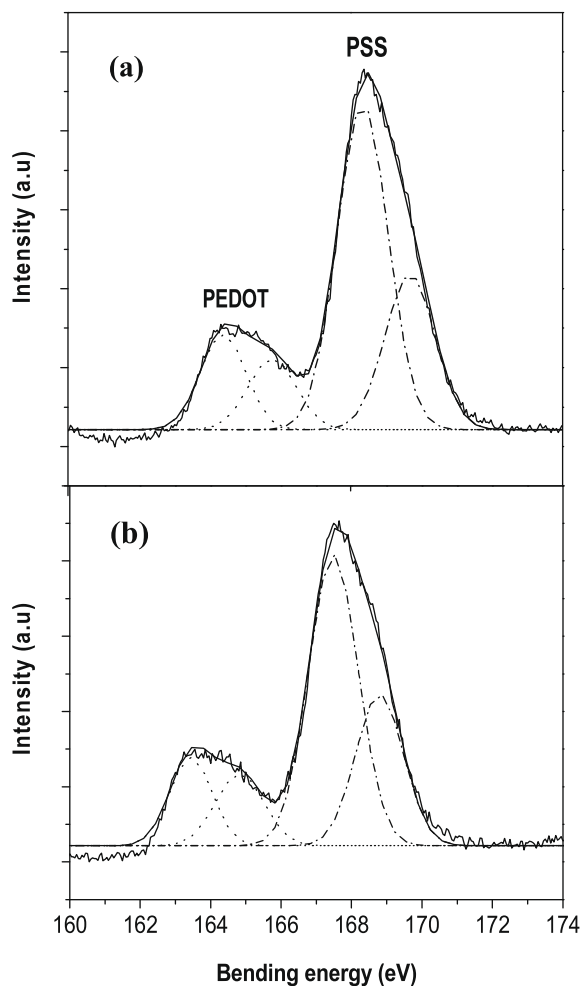 (a)
PSS
PEDOT
Intensity (a.u)
(b)
Intensity (a.u)
160 162 164 166 168 170 172 174
Bending energy (eV)